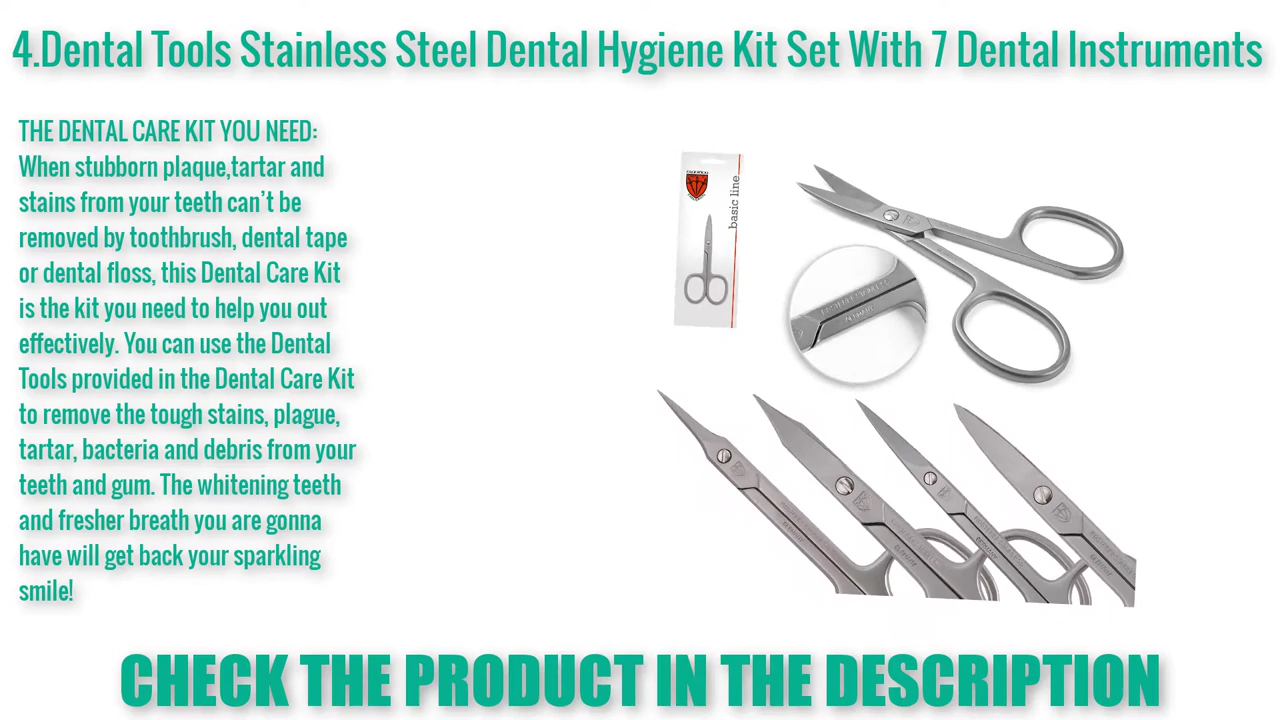 4.Dental Tools Stainless Steel Dental Hygiene Kit Set With 7 Dental Instruments
THE DENTAL CARE KIT YOU NEED:
When stubborn plaque,tartar and
stains from your teeth can't be
removed by toothbrush, dental tape
or dental floss, this Dental Care Kit
is the kit you need to help you out
effectively. You can use the Dental
Tools provided in the Dental Care Kit
to remove the tough stains, plague,
tartar, bacteria and debris from your
teeth and gum. The whitening teeth
and fresher breath you are gonna
have will get back your sparkling
smile!
basic line
GERMANY
GERMANY
GERMANY
GERMANY
CHECK THE PRODUCT IN THE DESCRIPTION